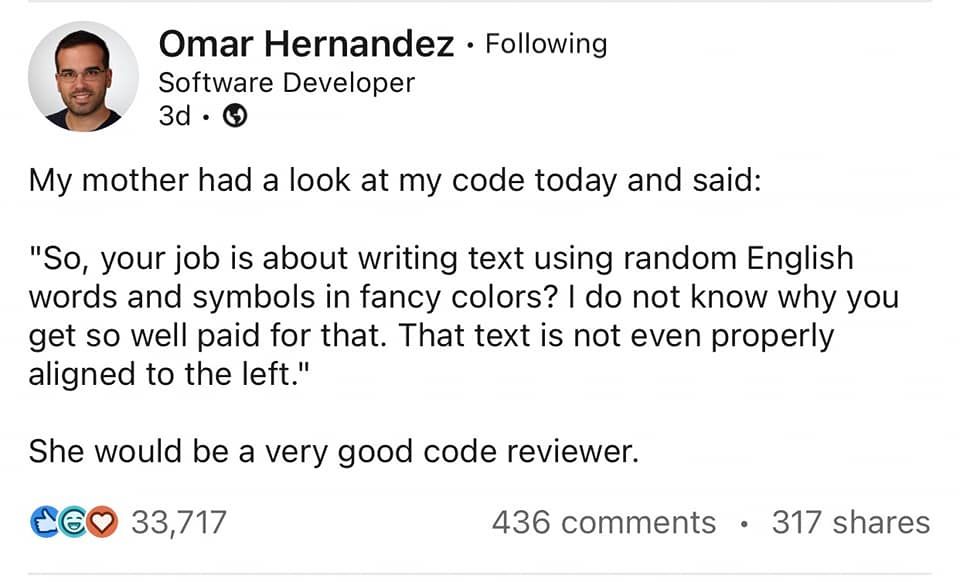 Omar Hernandez • Following
Software Developer
3d •
My mother had a look at my code today and said:
"So, your job is about writing text using random English
words and symbols in fancy colors? I do not know why you
get so well paid for that. That text is not even properly
aligned to the left."
She would be a very good code reviewer.
33,717 436 comments • 317 shares